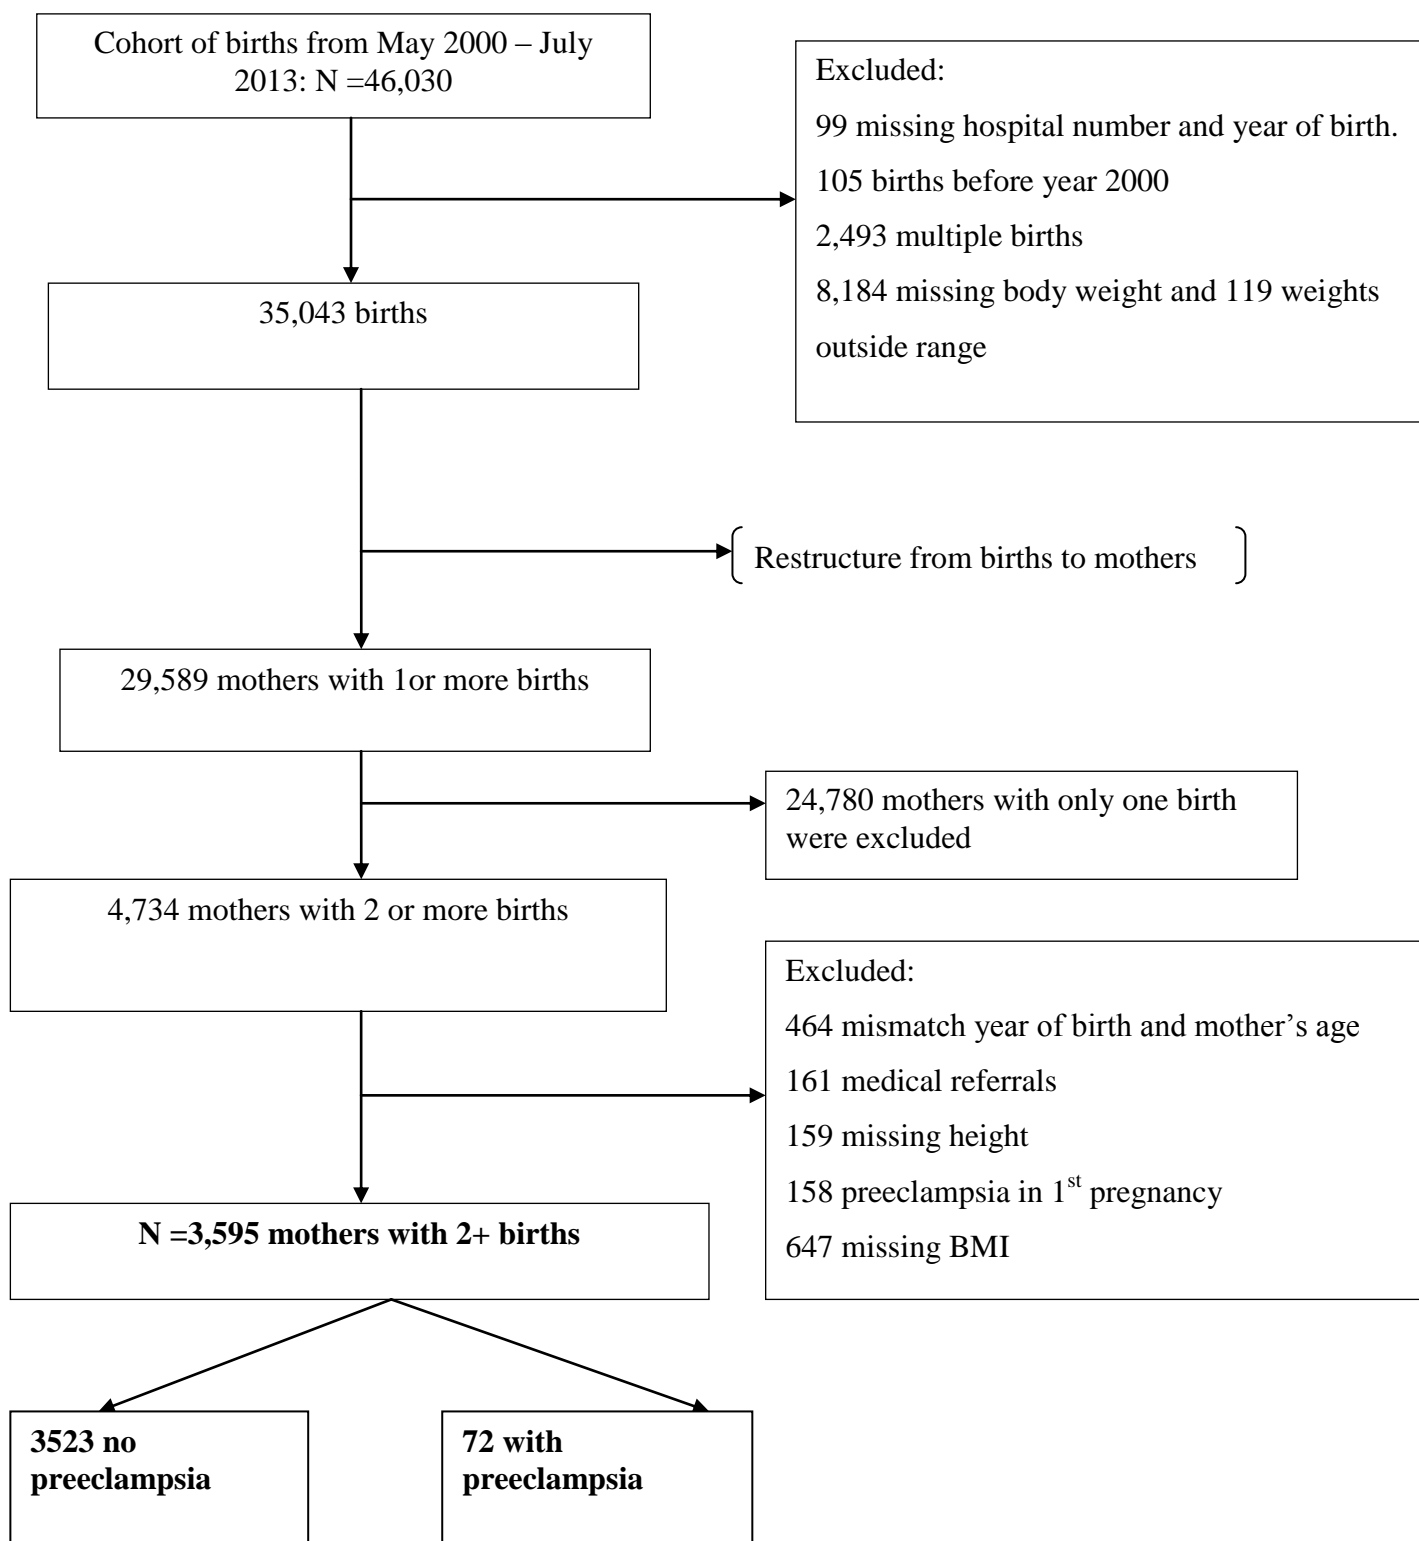 Cohort of births from May 2000 – July
2013: N =46,030
Excluded:
99 missing hospital number and year of birth.
105 births before year 2000
2,493 multiple births
8,184 missing body weight and 119 weights
outside range
35,043 births
Restructure from births to mothers
29,589 mothers with 1or more births
24,780 mothers with only one birth
were excluded
4,734 mothers with 2 or more births
Excluded:
464 mismatch year of birth and mother’s age
161 medical referrals
159 missing height
158 preeclampsia in 1st pregnancy
647 missing BMI
N =3,595 mothers with 2+ births
3523 no
preeclampsia
72 with
preeclampsia